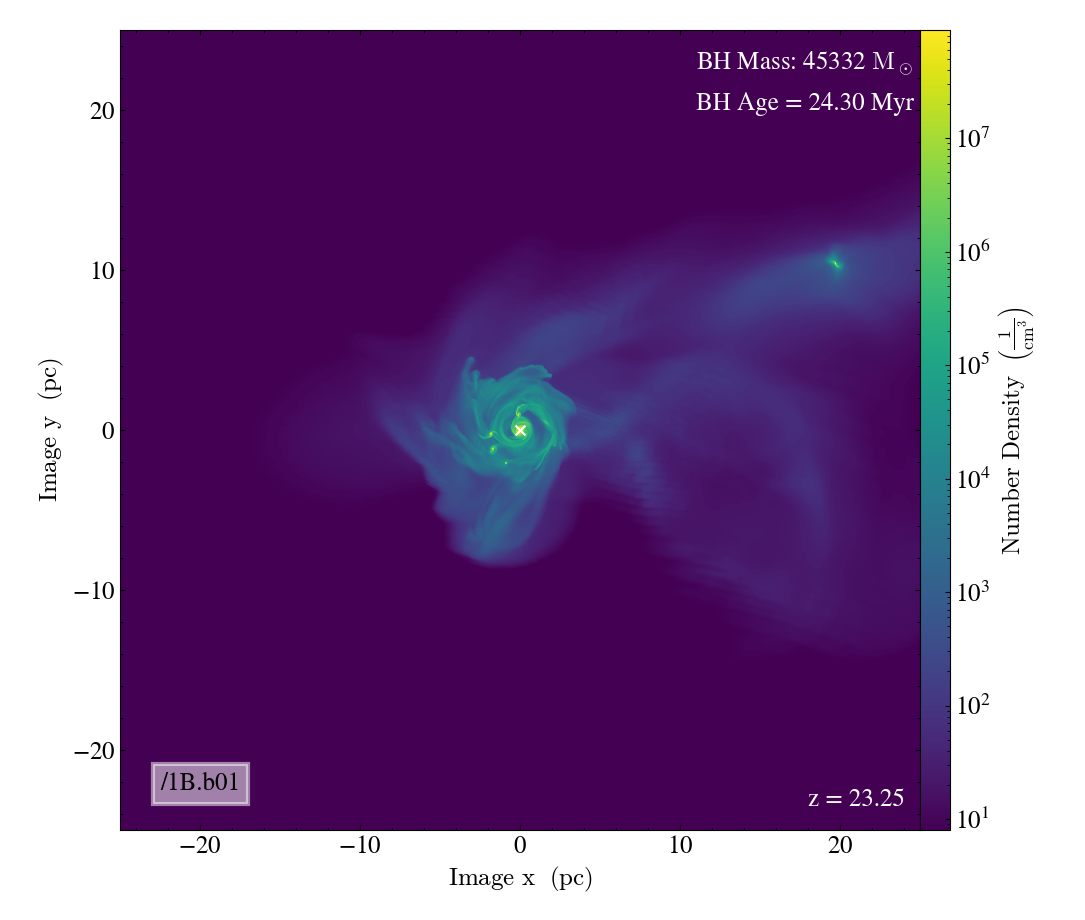 BH Mass: 45332 M⊙
BH Age = 24.30 Myr
20
10
0
−10
−20
Image y (pc)
/1B.b01
z = 23.25
−20
−10
0
10
20
Image x (pc)
10⁷
10⁶
10⁵
10⁴
10³
10²
10¹
Number Density (1/cm³)